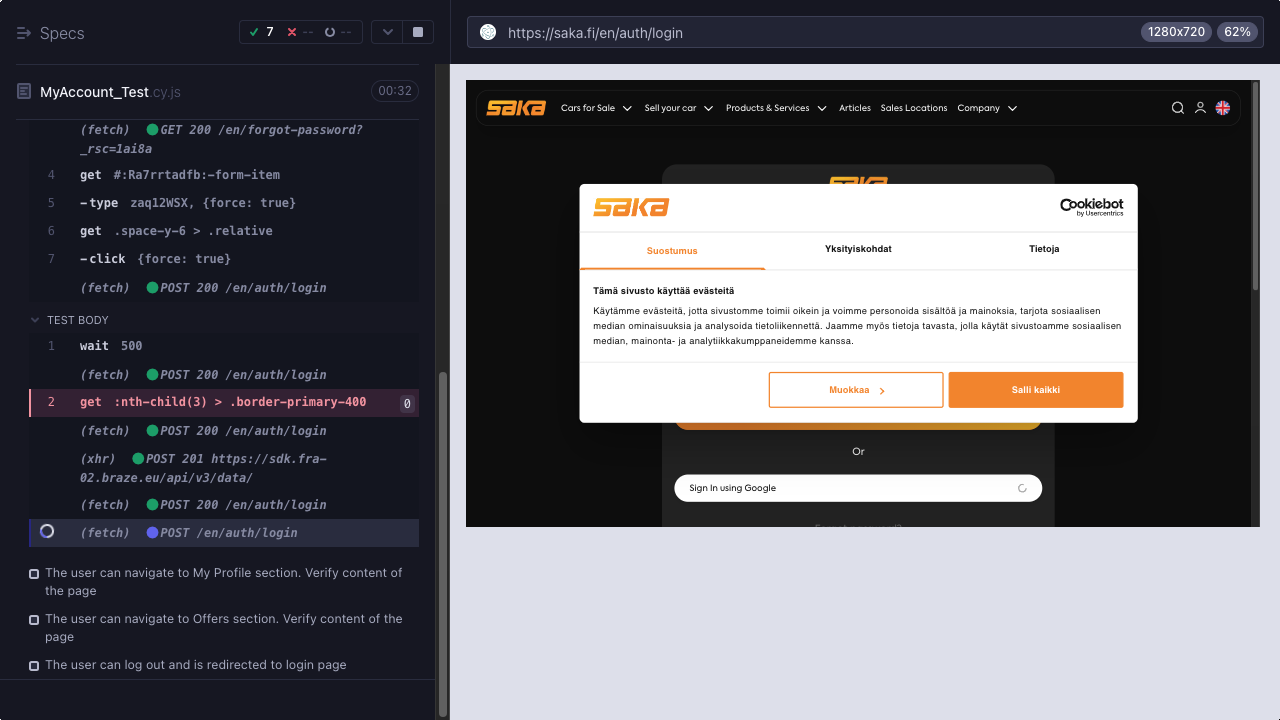 Specs
7
--
--
https://saka.fi/en/auth/login
1280x720
62%
MyAccount_Test.cy.js
00:32
(fetch) GET 200 /en/forgot-password?
_rsc=1ai8a
4 get #:Ra7rrtadfb:-form-item
5 -type zaq12WSX, {force: true}
6 get .space-y-6 > .relative
7 -click {force: true}
(fetch) POST 200 /en/auth/login
TEST BODY
1 wait 500
(fetch) POST 200 /en/auth/login
2 get :nth-child(3) > .border-primary-400 0
(fetch) POST 200 /en/auth/login
(xhr) POST 201 https://sdk.fra-
02.braze.eu/api/v3/data/
(fetch) POST 200 /en/auth/login
(fetch) POST /en/auth/login
The user can navigate to My Profile section. Verify content of
the page
The user can navigate to Offers section. Verify content of the
page
The user can log out and is redirected to login page
saka
Cars for Sale
Sell your car
Products & Services
Articles
Sales Locations
Company
saka
Cookiebot
by Usercentrics
Suostumus
Yksityiskohdat
Tietoja
Tämä sivusto käyttää evästeitä
Käytämme evästeitä, jotta sivustomme toimii oikein ja voimme personoida sisältöä ja mainoksia, tarjota sosiaalisen
median ominaisuuksia ja analysoida tietoliikennettä. Jaamme myös tietoja tavasta, jolla käytät sivustoamme sosiaalisen
median, mainonta- ja analytiikkakumppaneidemme kanssa.
Muokkaa
Salli kaikki
Or
Sign In using Google